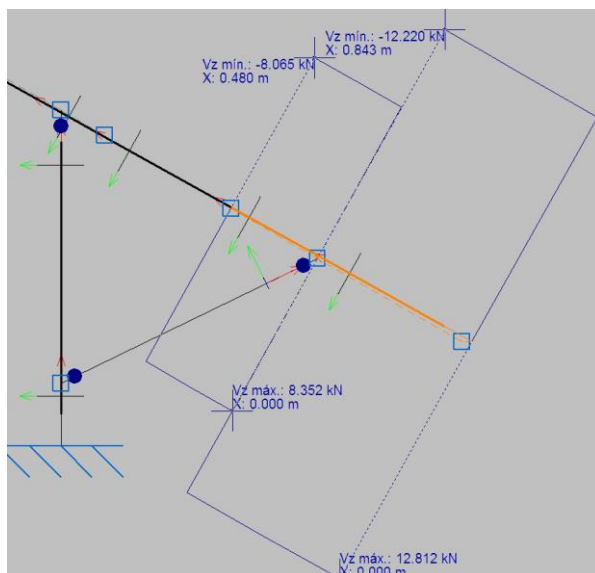 Vz mín.: -12.220 kN
X: 0.843 m
Vz mín.: -8.065 kN
X: 0.480 m
Vz máx.: 8.352 kN
X: 0.000 m
Vz máx.: 12.812 kN
X: 0.000 m